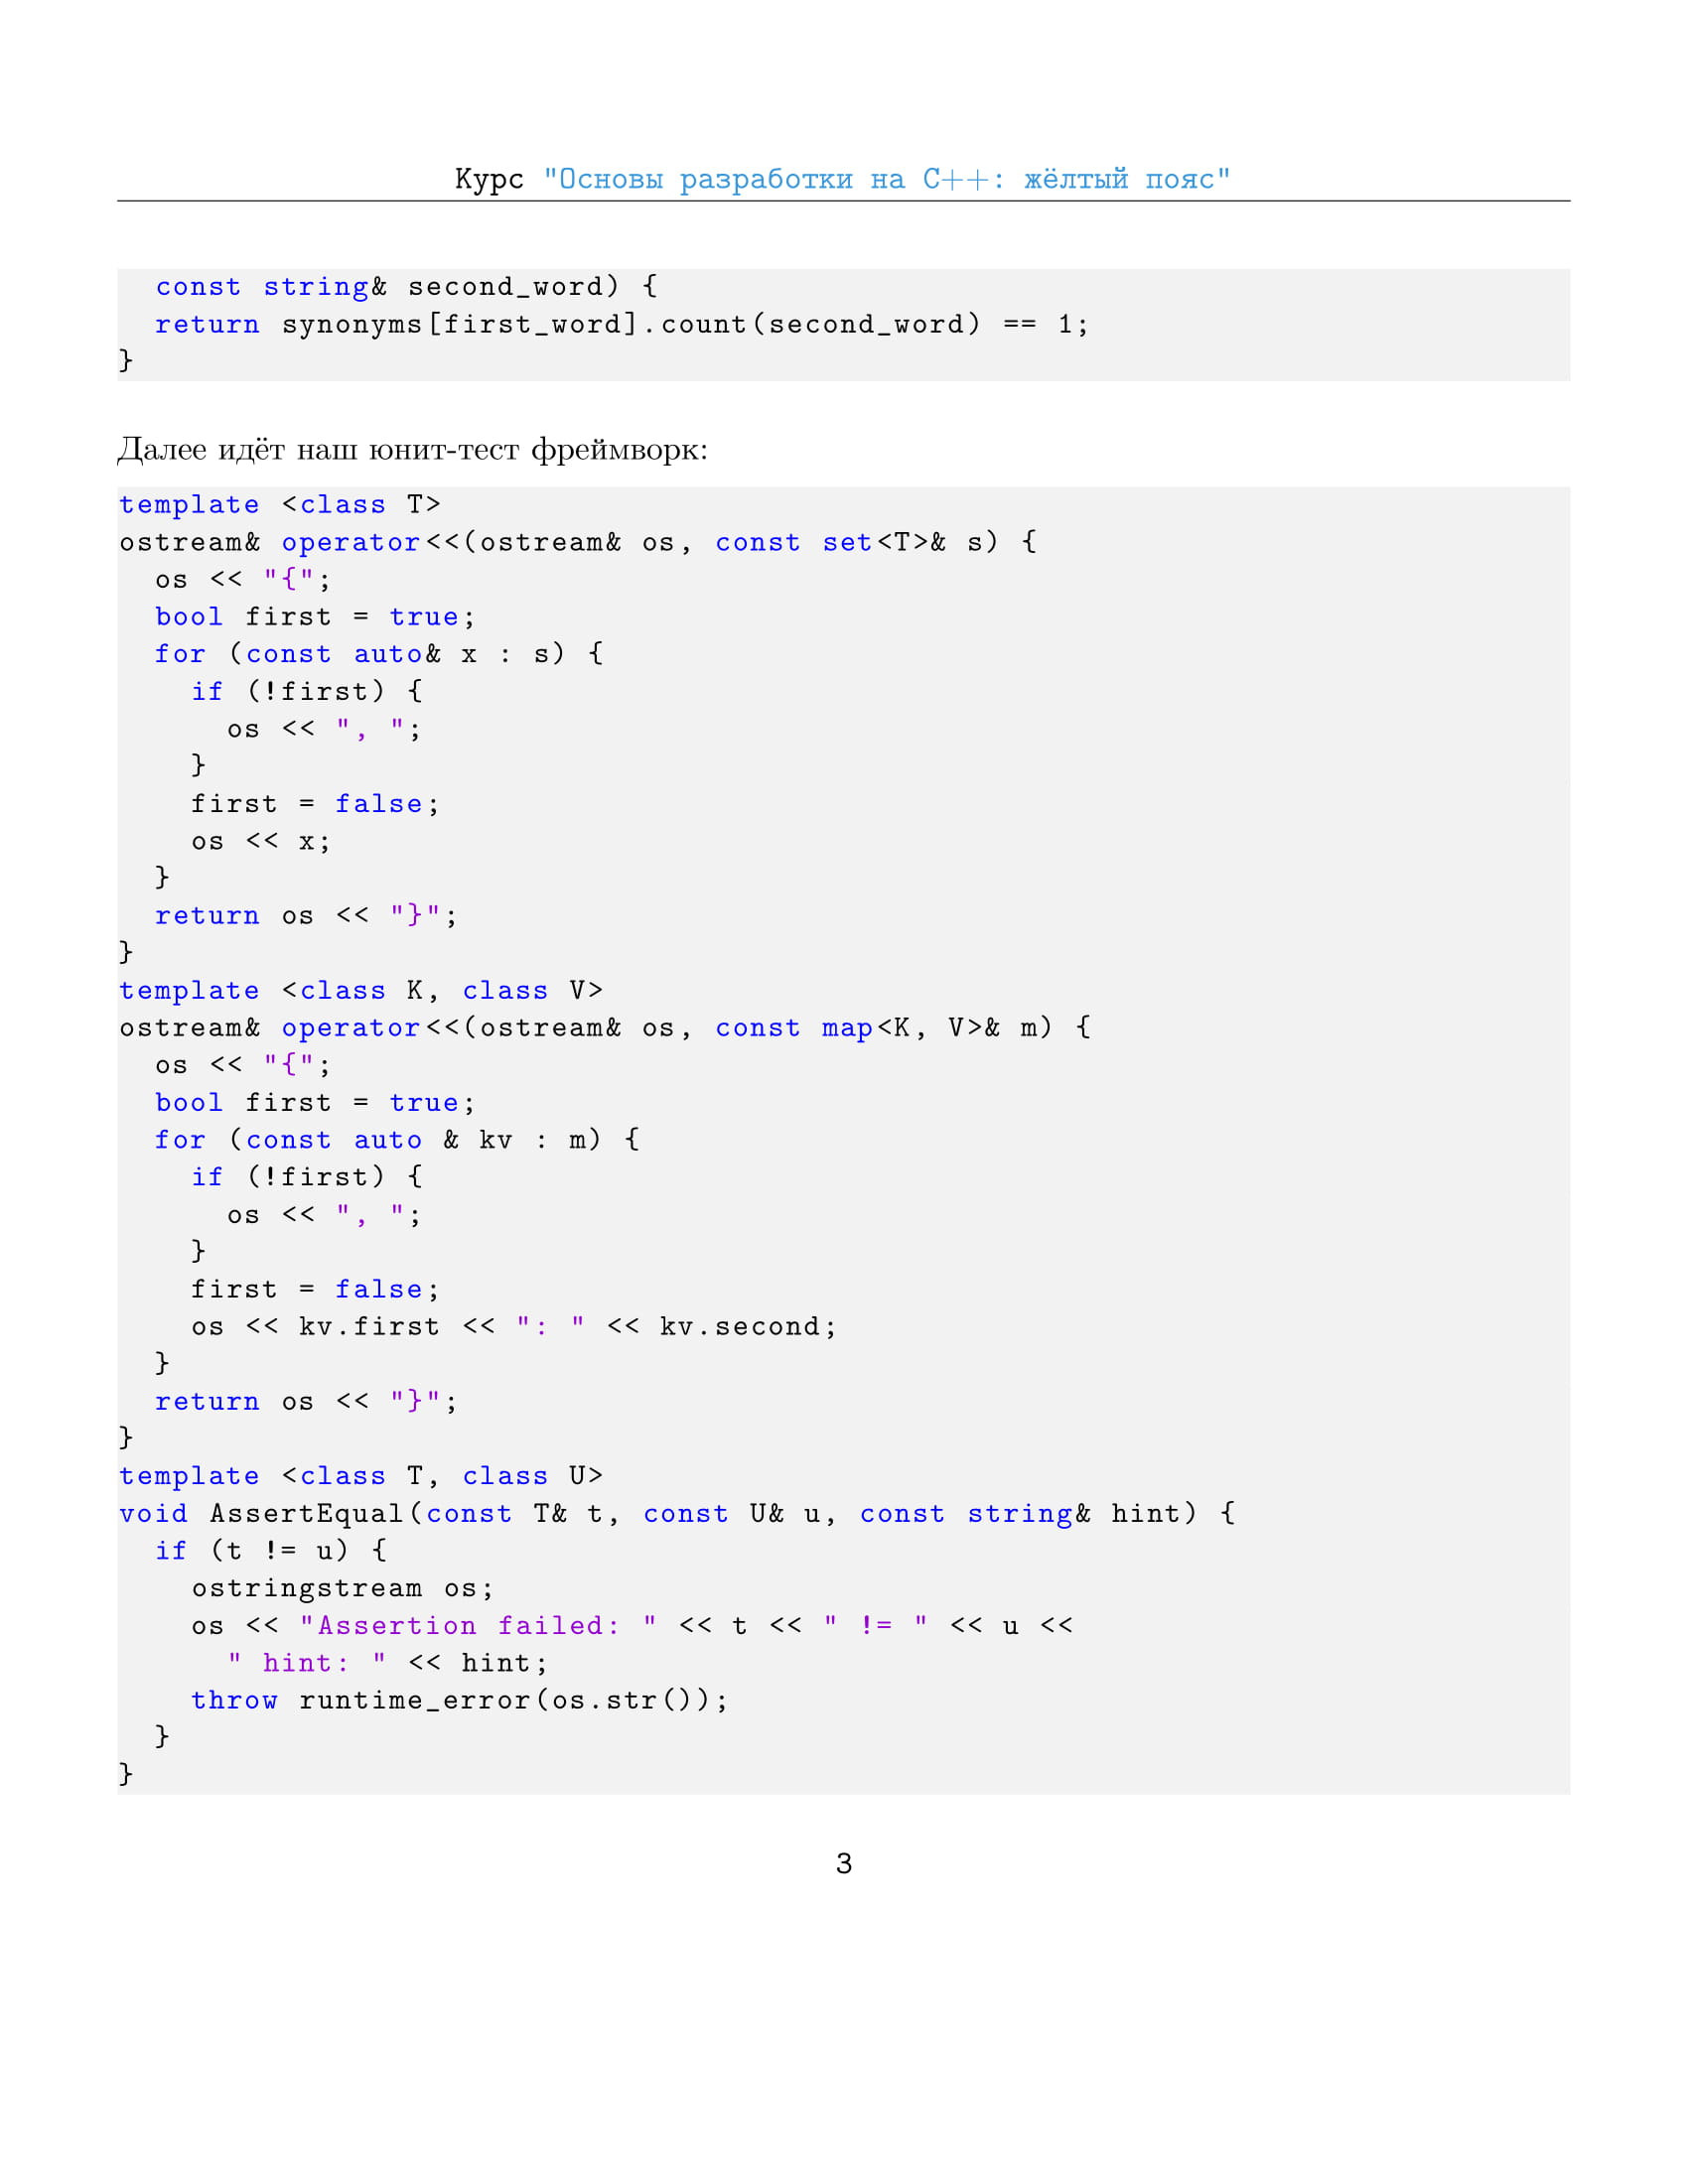 Курс "Основы разработки на C++: жёлтый пояс"
  const string& second_word) {
  return synonyms[first_word].count(second_word) == 1;
}
Далее идёт наш юнит-тест фреймворк:
template <class T>
ostream& operator<<(ostream& os, const set<T>& s) {
  os << "{";
  bool first = true;
  for (const auto& x : s) {
    if (!first) {
      os << ", ";
    }
    first = false;
    os << x;
  }
  return os << "}";
}
template <class K, class V>
ostream& operator<<(ostream& os, const map<K, V>& m) {
  os << "{";
  bool first = true;
  for (const auto & kv : m) {
    if (!first) {
      os << ", ";
    }
    first = false;
    os << kv.first << ": " << kv.second;
  }
  return os << "}";
}
template <class T, class U>
void AssertEqual(const T& t, const U& u, const string& hint) {
  if (t != u) {
    ostringstream os;
    os << "Assertion failed: " << t << " != " << u <<
      " hint: " << hint;
    throw runtime_error(os.str());
  }
}
3